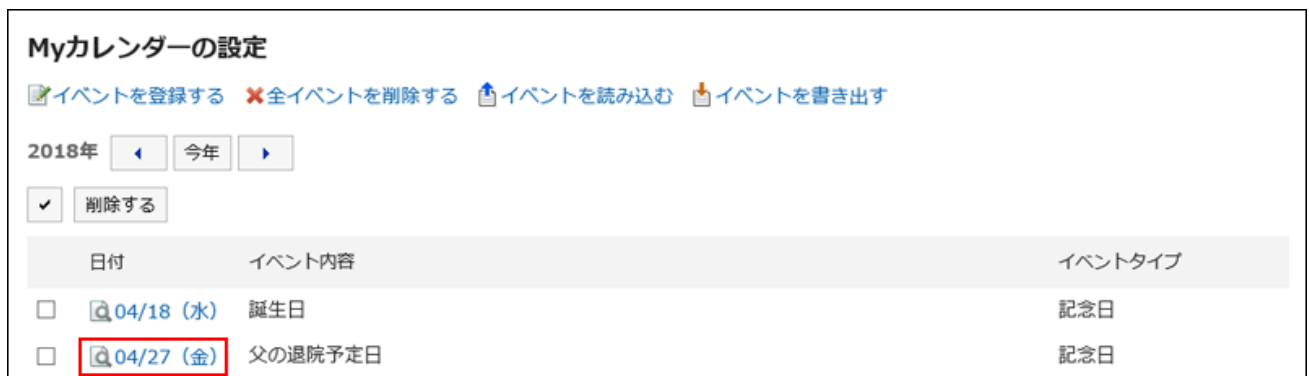 Myカレンダーの設定
イベントを登録する 全イベントを削除する イベントを読み込む イベントを書き出す
2018年 今年
削除する
日付 イベント内容 イベントタイプ
04/18（水） 誕生日 記念日
04/27（金） 父の退院予定日 記念日